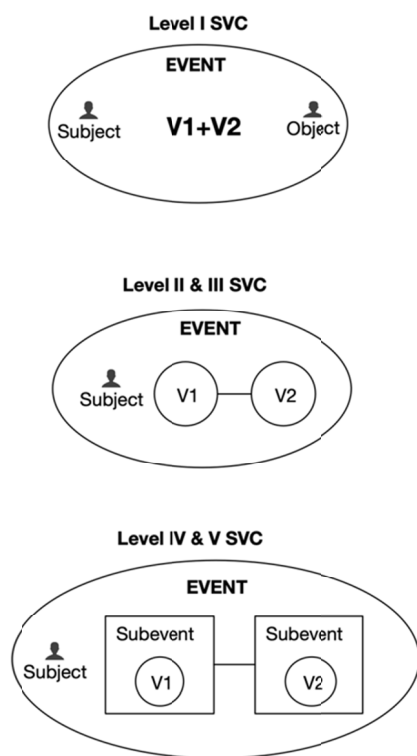 Level I SVC
EVENT
Subject V1+V2 Object
Level II & III SVC
EVENT
Subject V1 V2
Level IV & V SVC
EVENT
Subevent Subevent
Subject V1 V2